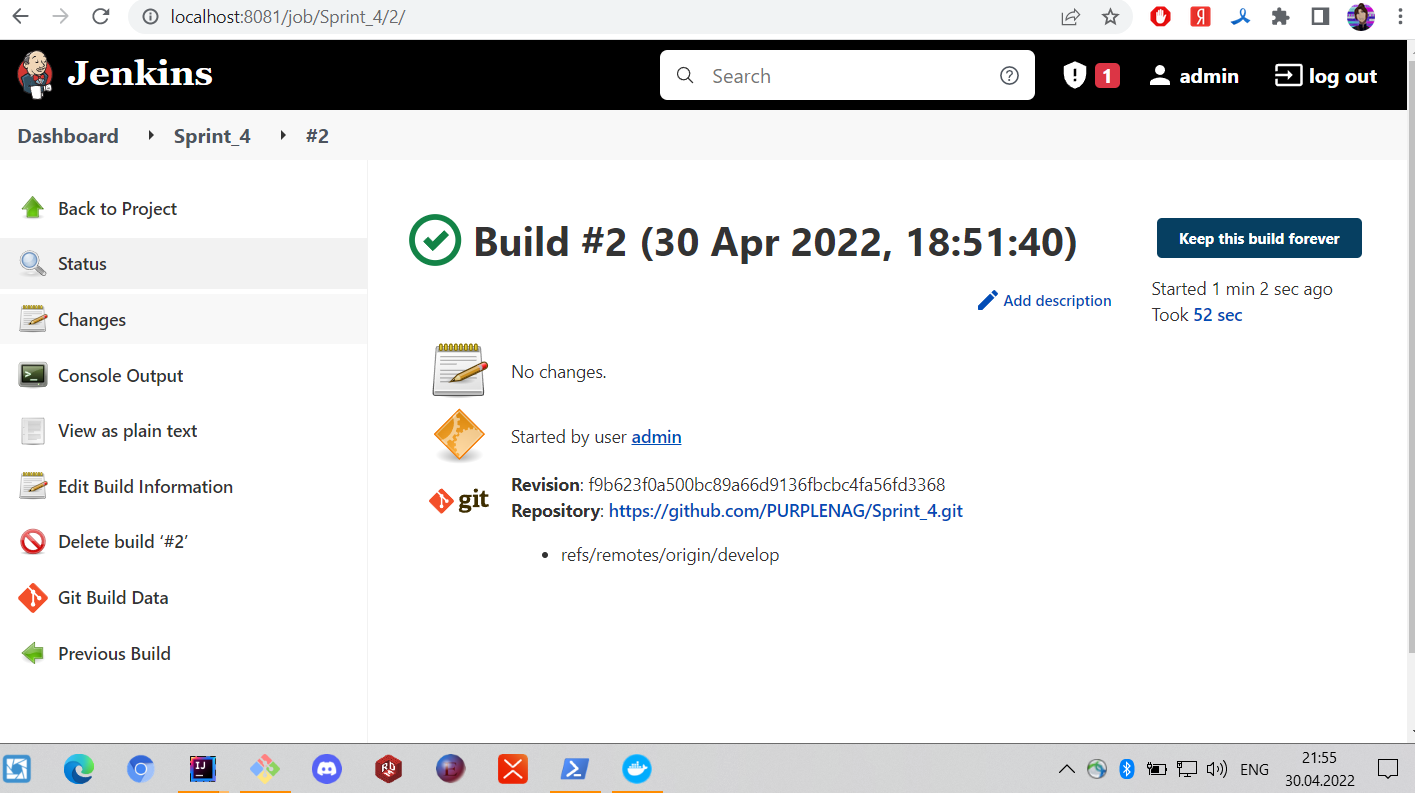 localhost:8081/job/Sprint_4/2/
Jenkins
Search
1
admin
log out
Dashboard
Sprint_4
#2
Back to Project
Status
Changes
Console Output
View as plain text
Edit Build Information
Delete build ‘#2’
Git Build Data
Previous Build
Build #2 (30 Apr 2022, 18:51:40)
Keep this build forever
Add description
Started 1 min 2 sec ago
Took 52 sec
No changes.
Started by user admin
git
Revision: f9b623f0a500bc89a66d9136fbcbc4fa56fd3368
Repository: https://github.com/PURPLENAG/Sprint_4.git
refs/remotes/origin/develop
IJ
RD
ENG
21:55
30.04.2022